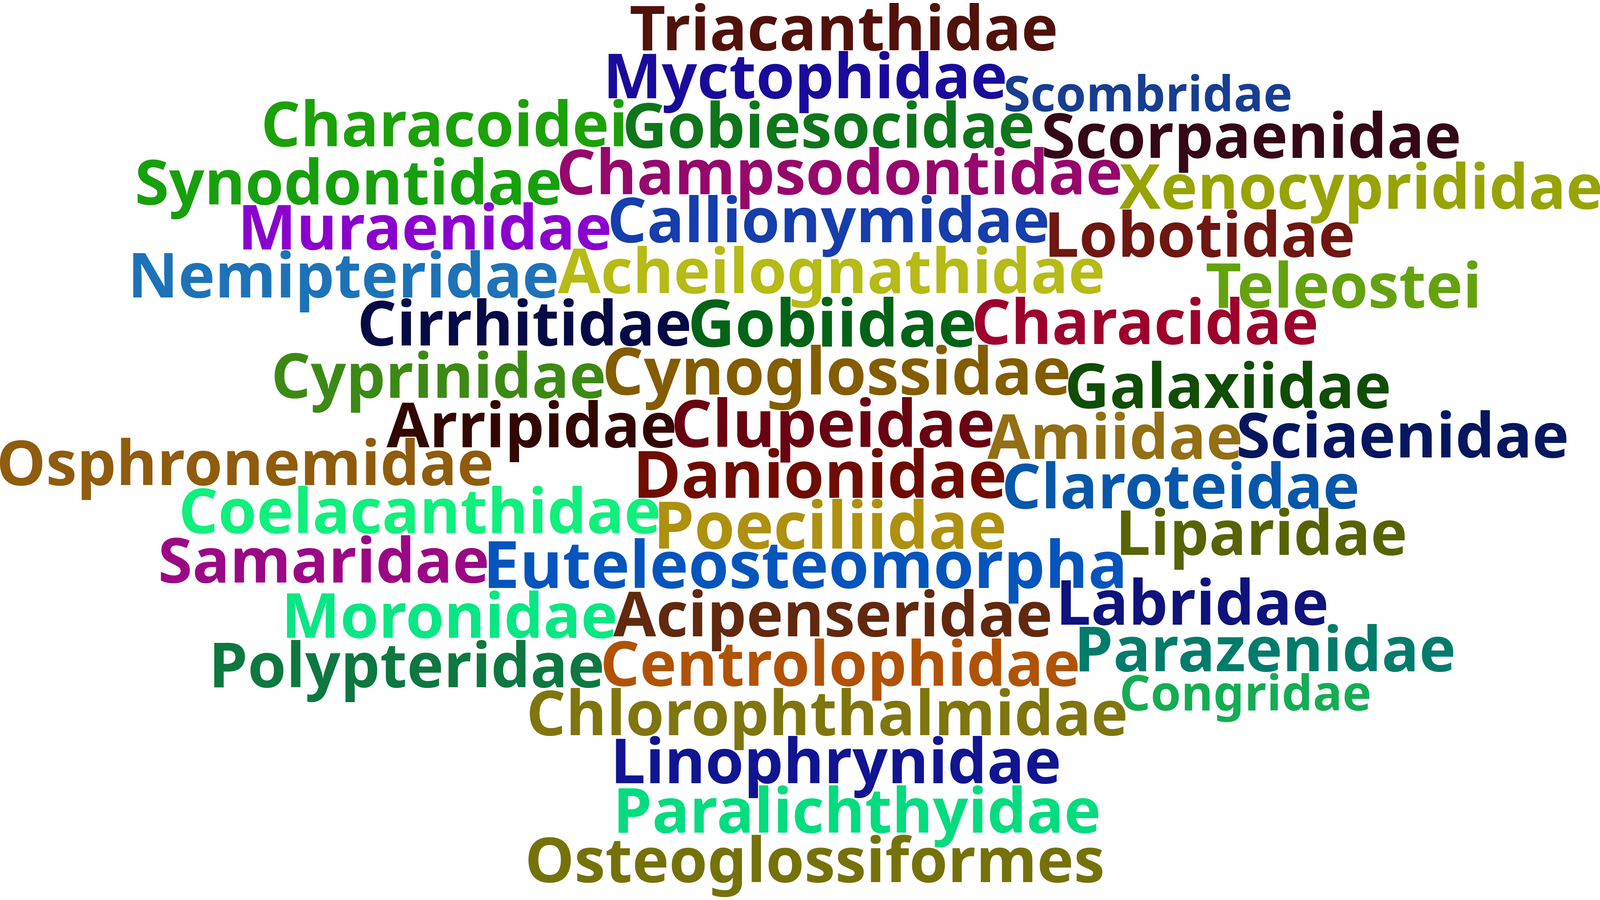 Triacanthidae
Myctophidae
Scombridae
Characoidei
Gobiesocidae
Scorpaenidae
Synodontidae
Champsodontidae
Xenocyprididae
Muraenidae
Callionymidae
Lobotidae
Nemipteridae
Acheilognathidae
Teleostei
Cirrhitidae
Gobiidae
Characidae
Cyprinidae
Cynoglossidae
Galaxiidae
Arripidae
Clupeidae
Amiidae
Sciaenidae
Osphronemidae
Danionidae
Claroteidae
Coelacanthidae
Poeciliidae
Liparidae
Samaridae
Euteleosteomorpha
Labridae
Moronidae
Acipenseridae
Parazenidae
Polypteridae
Centrolophidae
Congridae
Chlorophthalmidae
Linophrynidae
Paralichthyidae
Osteoglossiformes